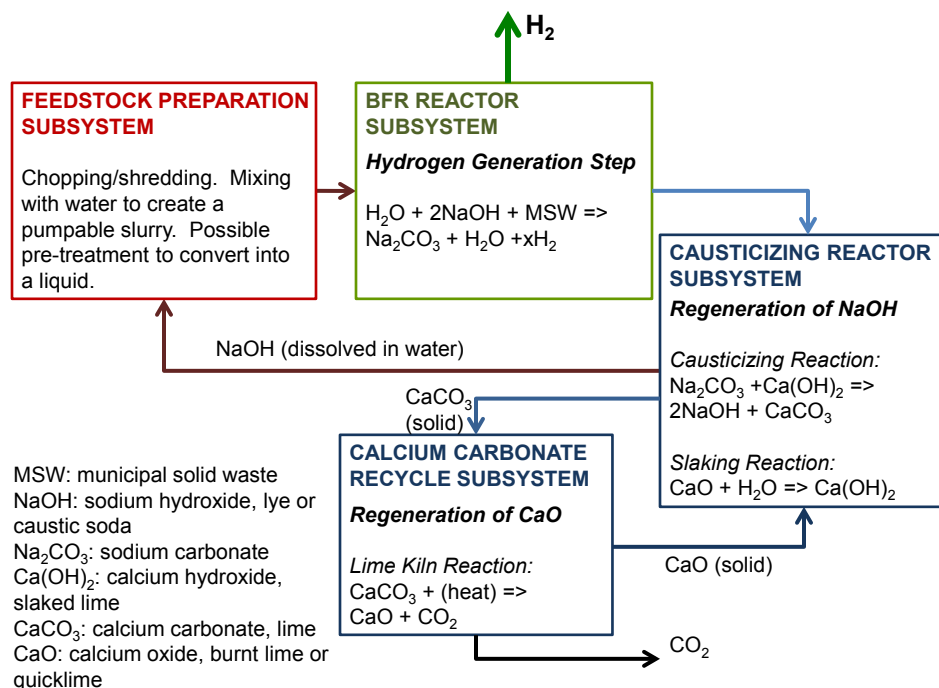 H₂
FEEDSTOCK PREPARATION
SUBSYSTEM
Chopping/shredding. Mixing
with water to create a
pumpable slurry. Possible
pre-treatment to convert into
a liquid.
BFR REACTOR
SUBSYSTEM
Hydrogen Generation Step
H₂O + 2NaOH + MSW =>
Na₂CO₃ + H₂O +xH₂
CAUSTICIZING REACTOR
SUBSYSTEM
Regeneration of NaOH
Causticizing Reaction:
Na₂CO₃ +Ca(OH)₂ =>
2NaOH + CaCO₃
Slaking Reaction:
CaO + H₂O => Ca(OH)₂
NaOH (dissolved in water)
CaCO₃
(solid)
CALCIUM CARBONATE
RECYCLE SUBSYSTEM
Regeneration of CaO
Lime Kiln Reaction:
CaCO₃ + (heat) =>
CaO + CO₂
CaO (solid)
CO₂
MSW: municipal solid waste
NaOH: sodium hydroxide, lye or
caustic soda
Na₂CO₃: sodium carbonate
Ca(OH)₂: calcium hydroxide,
slaked lime
CaCO₃: calcium carbonate, lime
CaO: calcium oxide, burnt lime or
quicklime